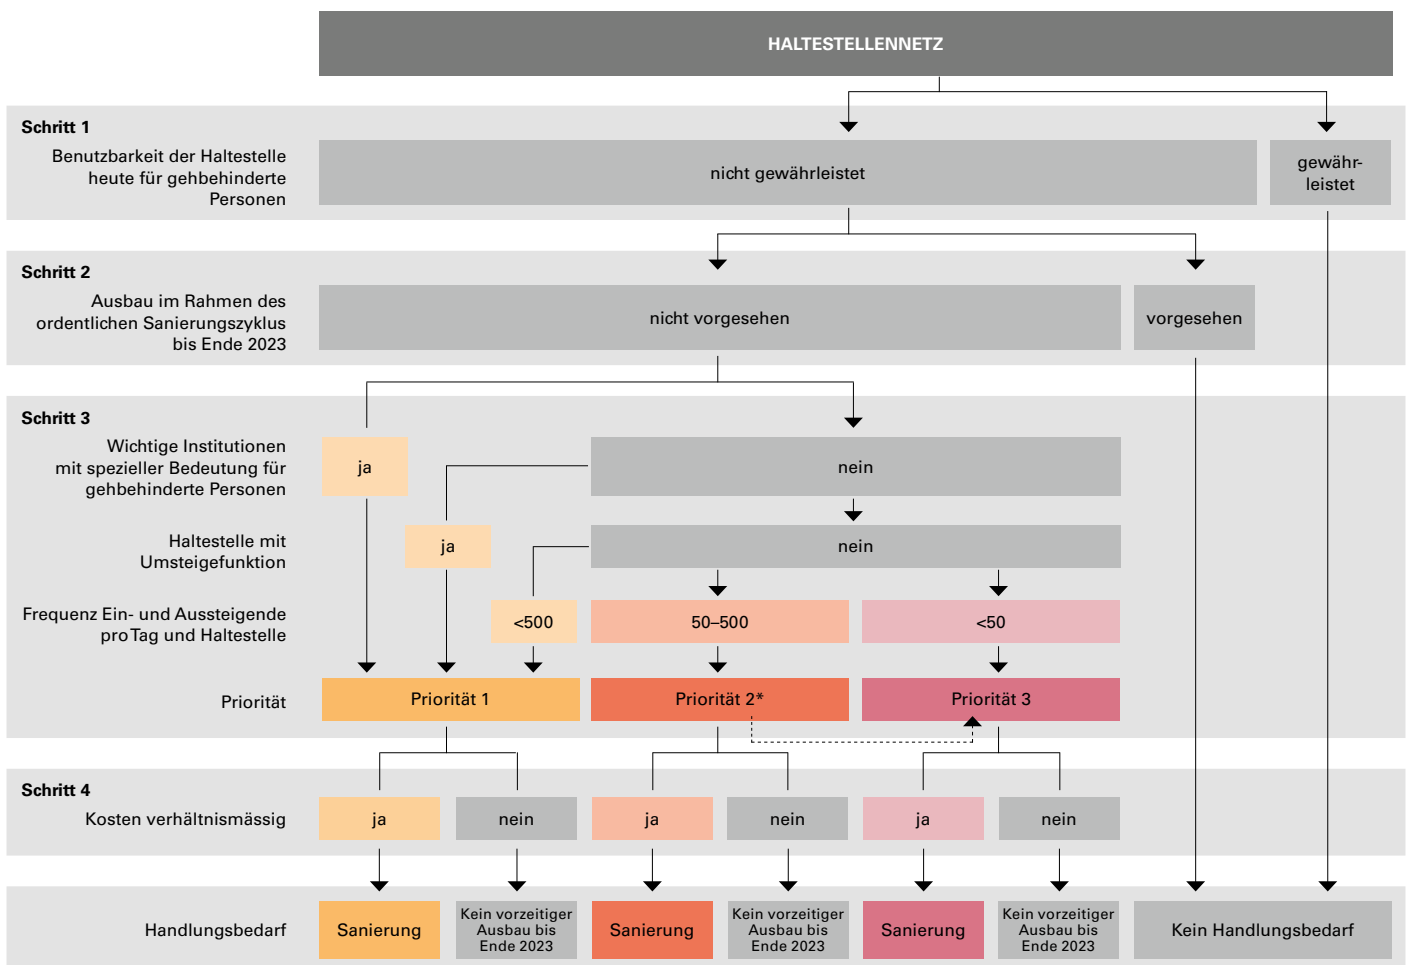 HALTESTELLENNETZ
Schritt 1
Benutzbarkeit der Haltestelle
heute für gehbehinderte
Personen
nicht gewährleistet
gewähr-
leistet
Schritt 2
Ausbau im Rahmen des
ordentlichen Sanierungszyklus
bis Ende 2023
nicht vorgesehen
vorgesehen
Schritt 3
Wichtige Institutionen
mit spezieller Bedeutung für
gehbehinderte Personen
ja
nein
Haltestelle mit
Umsteigefunktion
ja
nein
Frequenz Ein- und Aussteigende
pro Tag und Haltestelle
<500
50–500
<50
Priorität
Priorität 1
Priorität 2*
Priorität 3
Schritt 4
Kosten verhältnismässig
ja
nein
ja
nein
ja
nein
Handlungsbedarf
Sanierung
Kein vorzeitiger
Ausbau bis
Ende 2023
Sanierung
Kein vorzeitiger
Ausbau bis
Ende 2023
Sanierung
Kein vorzeitiger
Ausbau bis
Ende 2023
Kein Handlungsbedarf